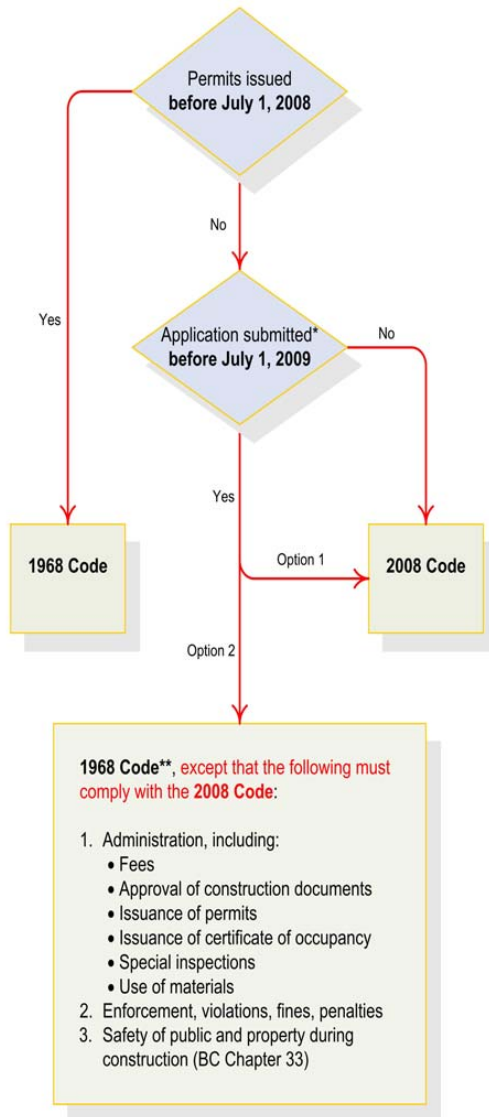 Permits issued
before July 1, 2008
No
Yes
Application submitted*
before July 1, 2009
No
Yes
1968 Code
Option 1
2008 Code
Option 2
1968 Code**, except that the following must
comply with the 2008 Code:
1. Administration, including:
• Fees
• Approval of construction documents
• Issuance of permits
• Issuance of certificate of occupancy
• Special inspections
• Use of materials
2. Enforcement, violations, fines, penalties
3. Safety of public and property during
construction (BC Chapter 33)